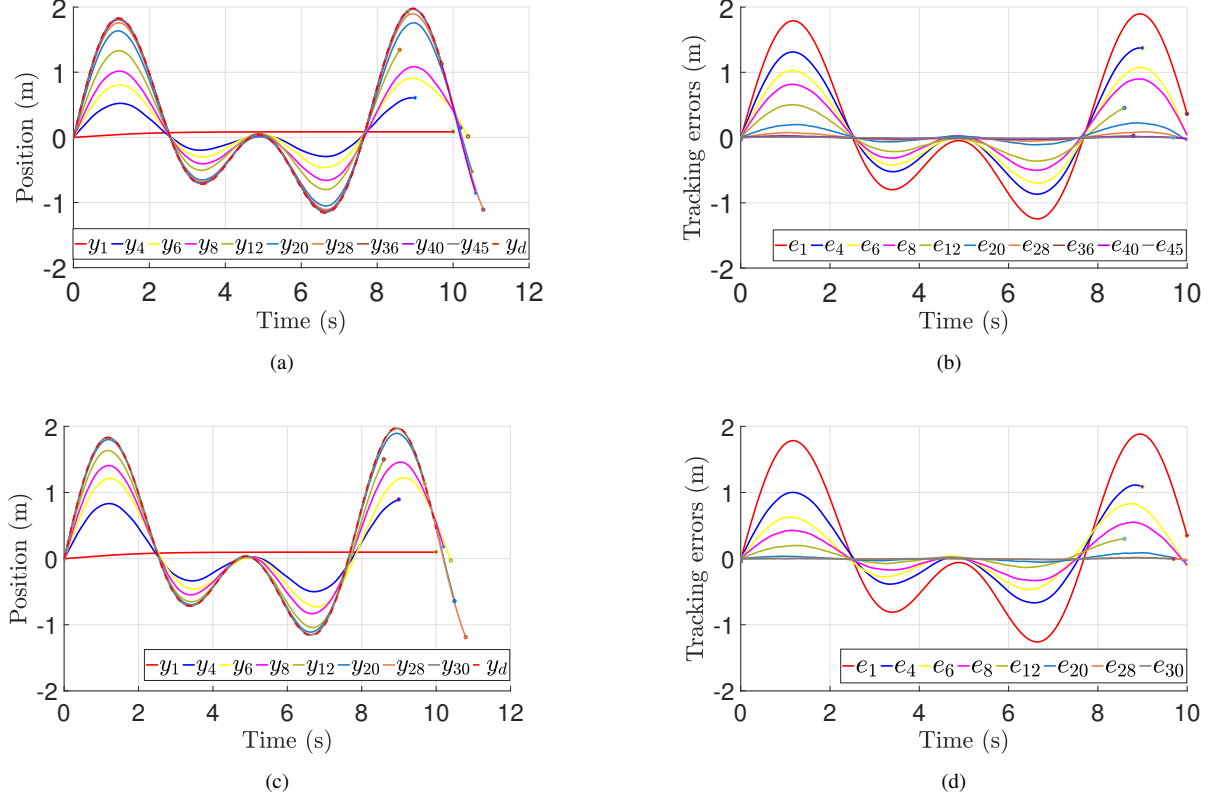 2
1
0
-1
-2
Position (m)
y1 y4 y6 y8 y12 y20 y28 y36 y40 y45 yd
0 2 4 6 8 10 12
Time (s)
(a)
2
1
0
-1
-2
Tracking errors (m)
e1 e4 e6 e8 e12 e20 e28 e36 e40 e45
0 2 4 6 8 10
Time (s)
(b)
2
1
0
-1
-2
Position (m)
y1 y4 y6 y8 y12 y20 y28 y30 yd
0 2 4 6 8 10 12
Time (s)
(c)
2
1
0
-1
-2
Tracking errors (m)
e1 e4 e6 e8 e12 e20 e28 e30
0 2 4 6 8 10
Time (s)
(d)